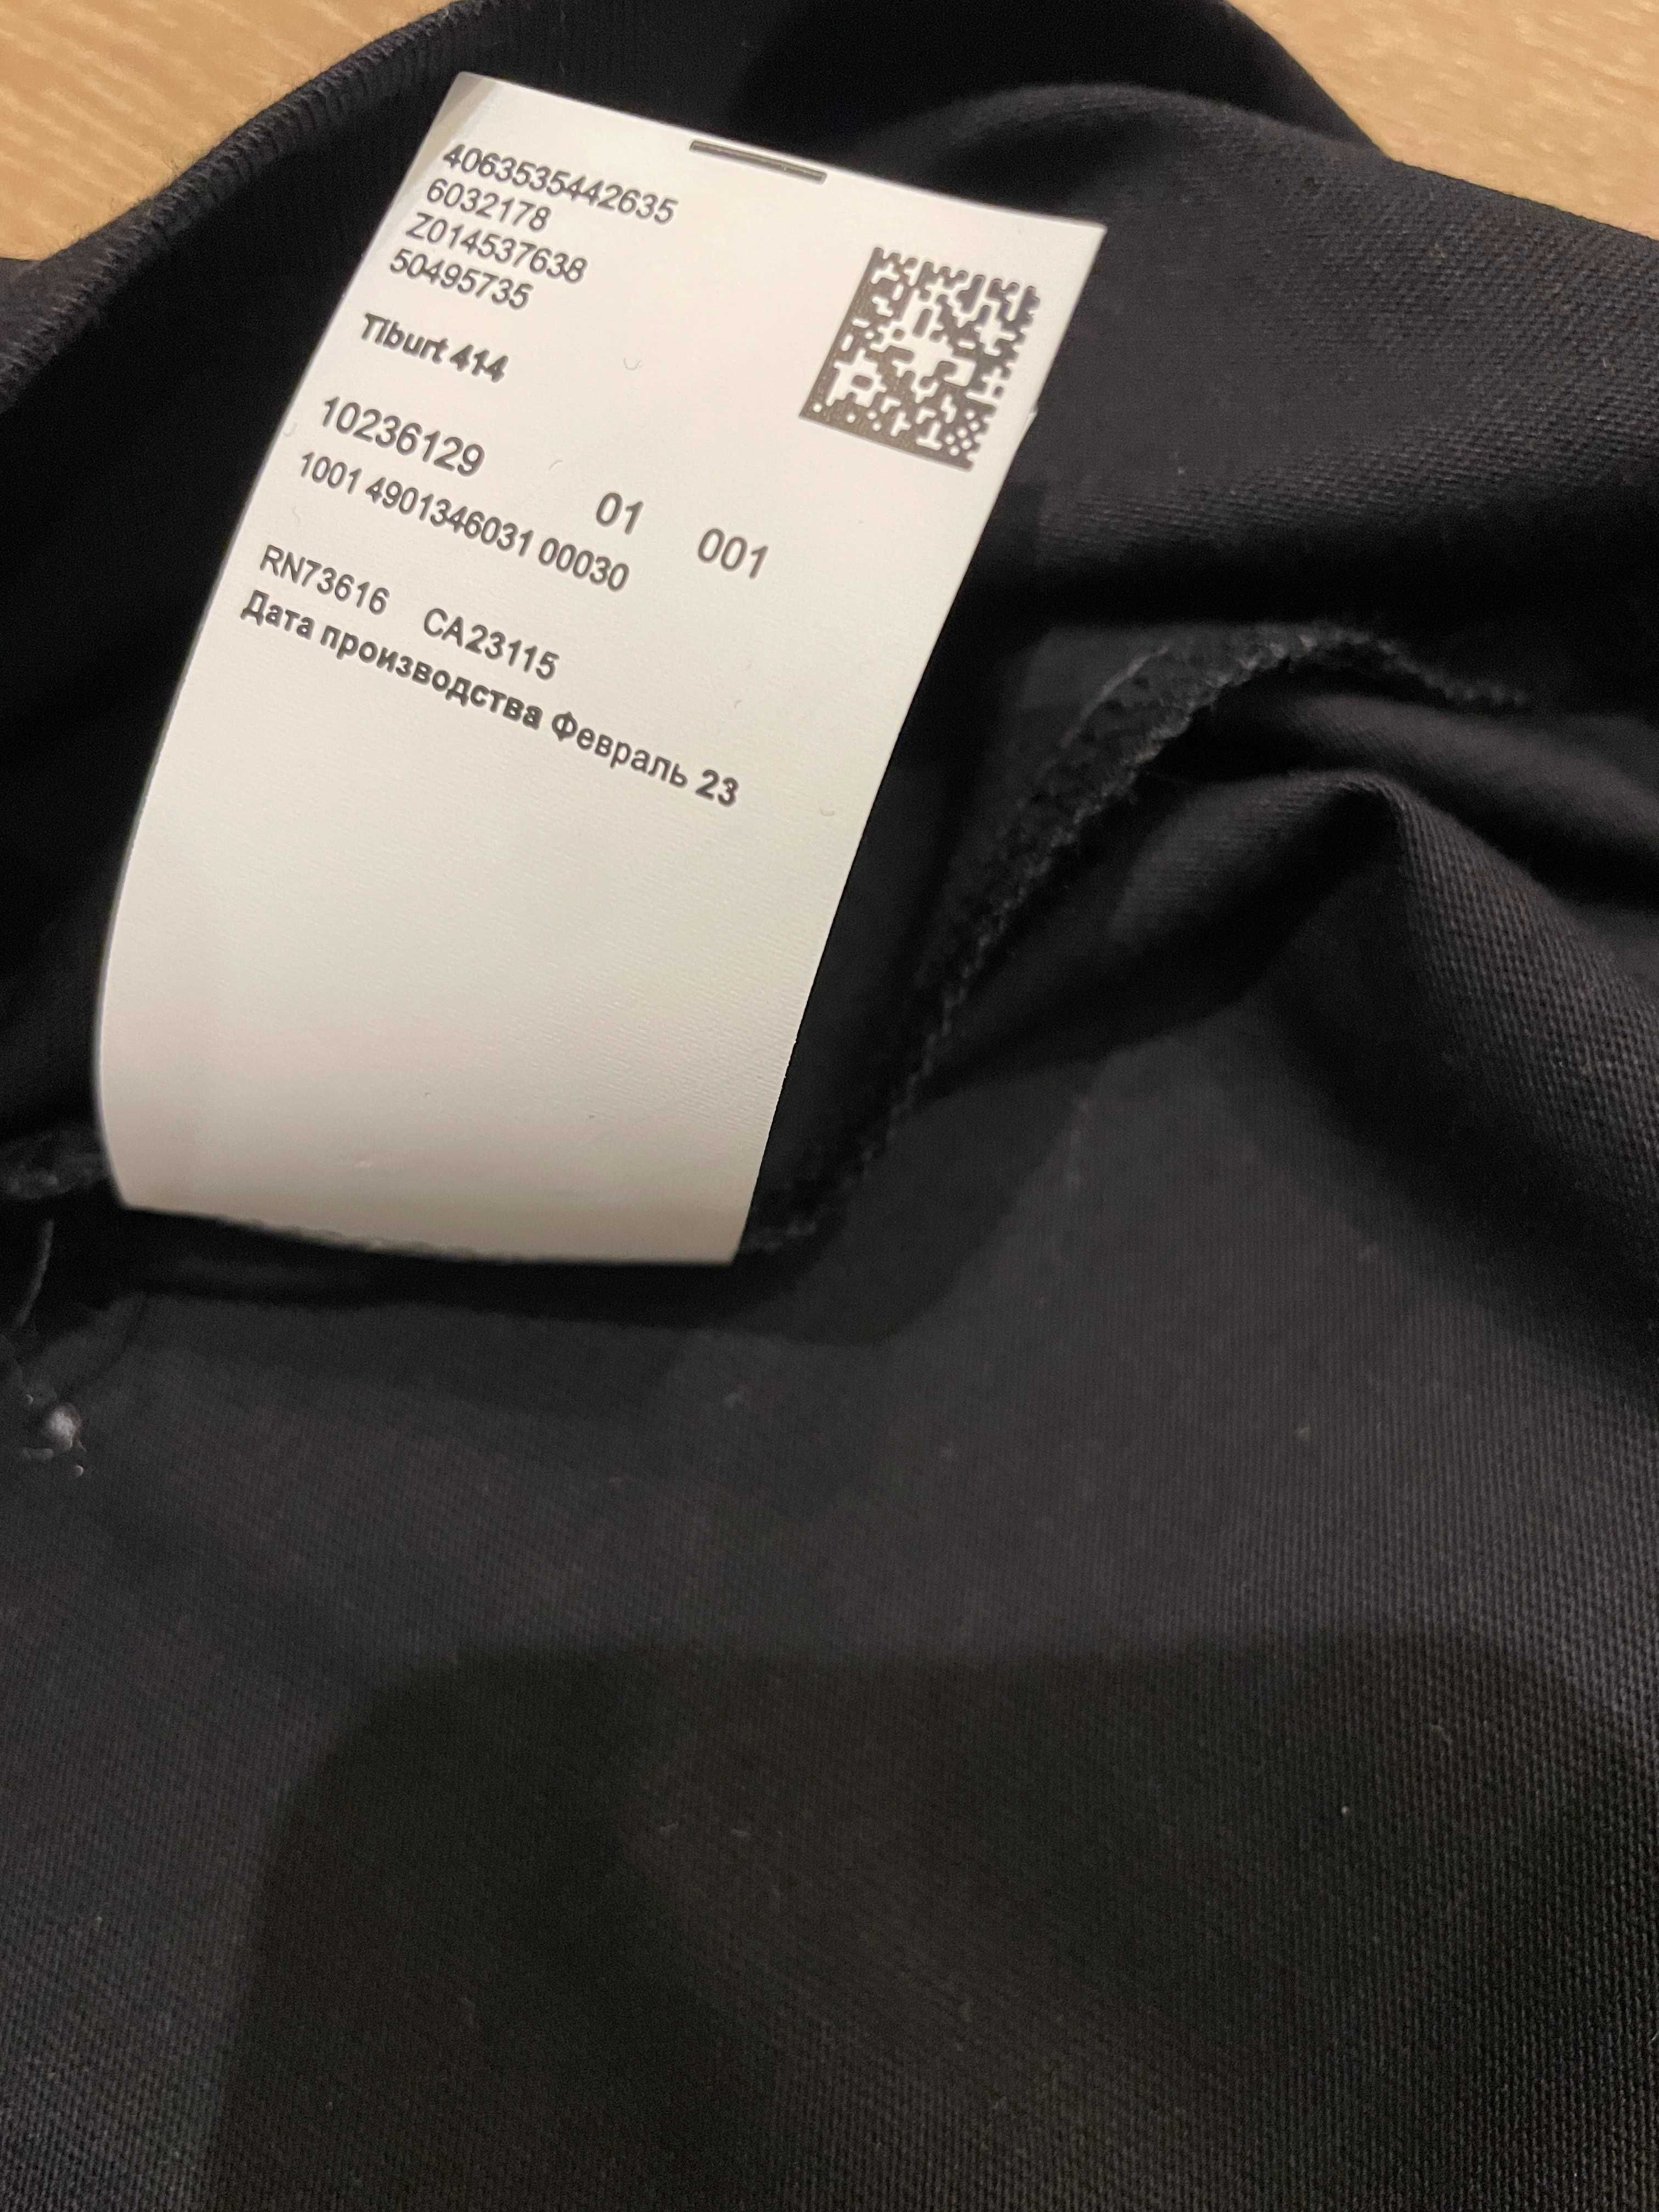 4063535442635
6032178
Z014537638
50495735
Tiburt 414
10236129 01 001
1001 4901346031 00030
RN73616 CA23115
Дата производства Февраль 23